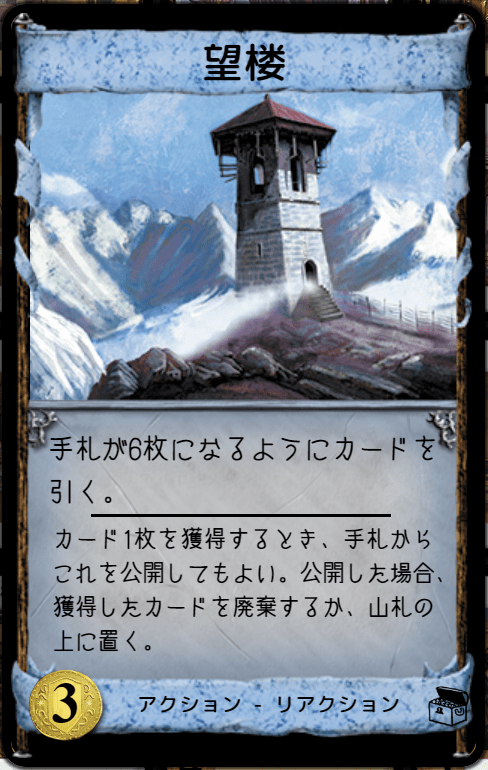 望楼
手札が6枚になるようにカードを
引く。
カード1枚を獲得するとき、手札から
これを公開してもよい。公開した場合、
獲得したカードを廃棄するか、山札の
上に置く。
3
アクション - リアクション